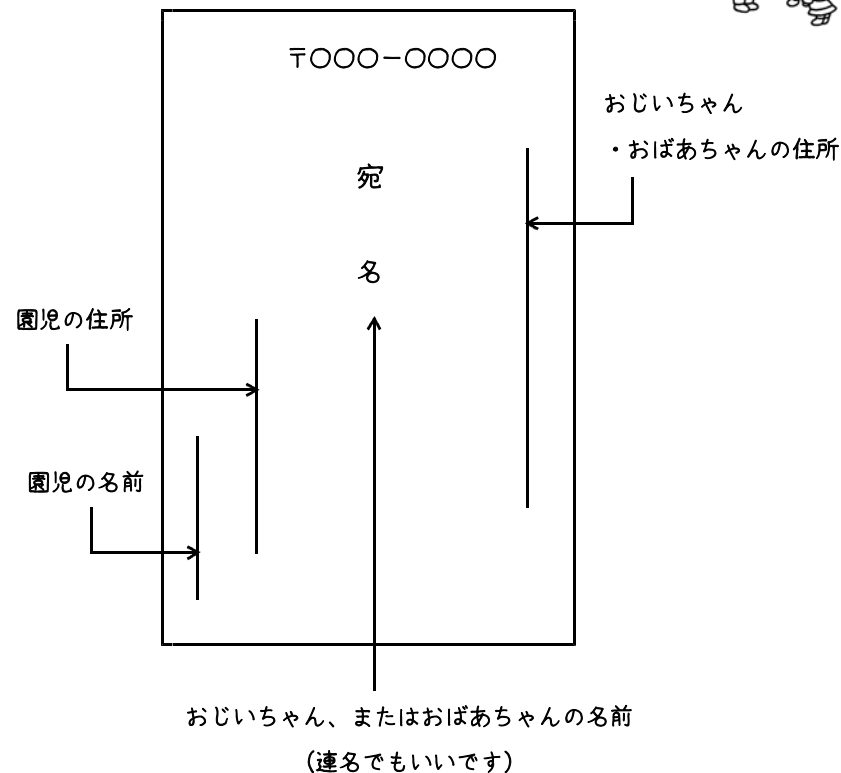 〒○○○－○○○○
おじいちゃん
・おばあちゃんの住所
宛
名
園児の住所
園児の名前
おじいちゃん、またはおばあちゃんの名前
(連名でもいいです)